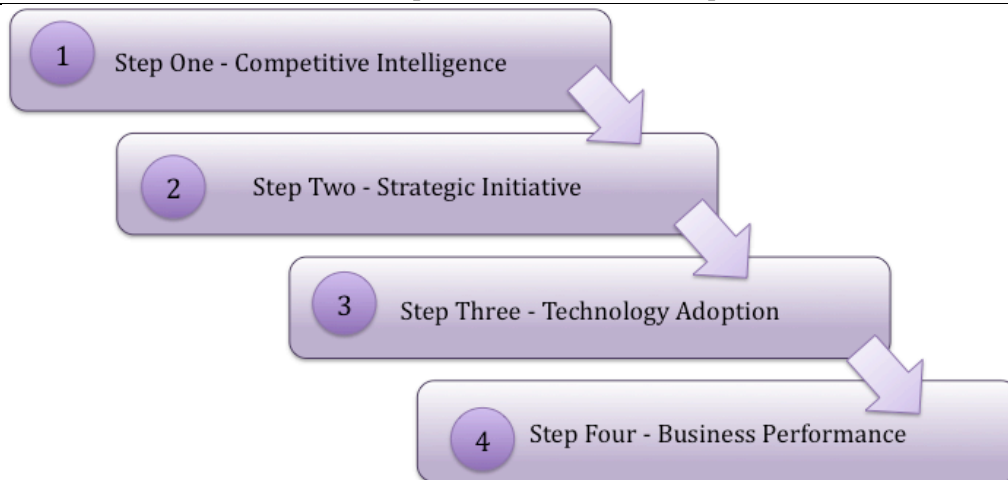 1
Step One - Competitive Intelligence
2
Step Two - Strategic Initiative
3
Step Three - Technology Adoption
4
Step Four - Business Performance